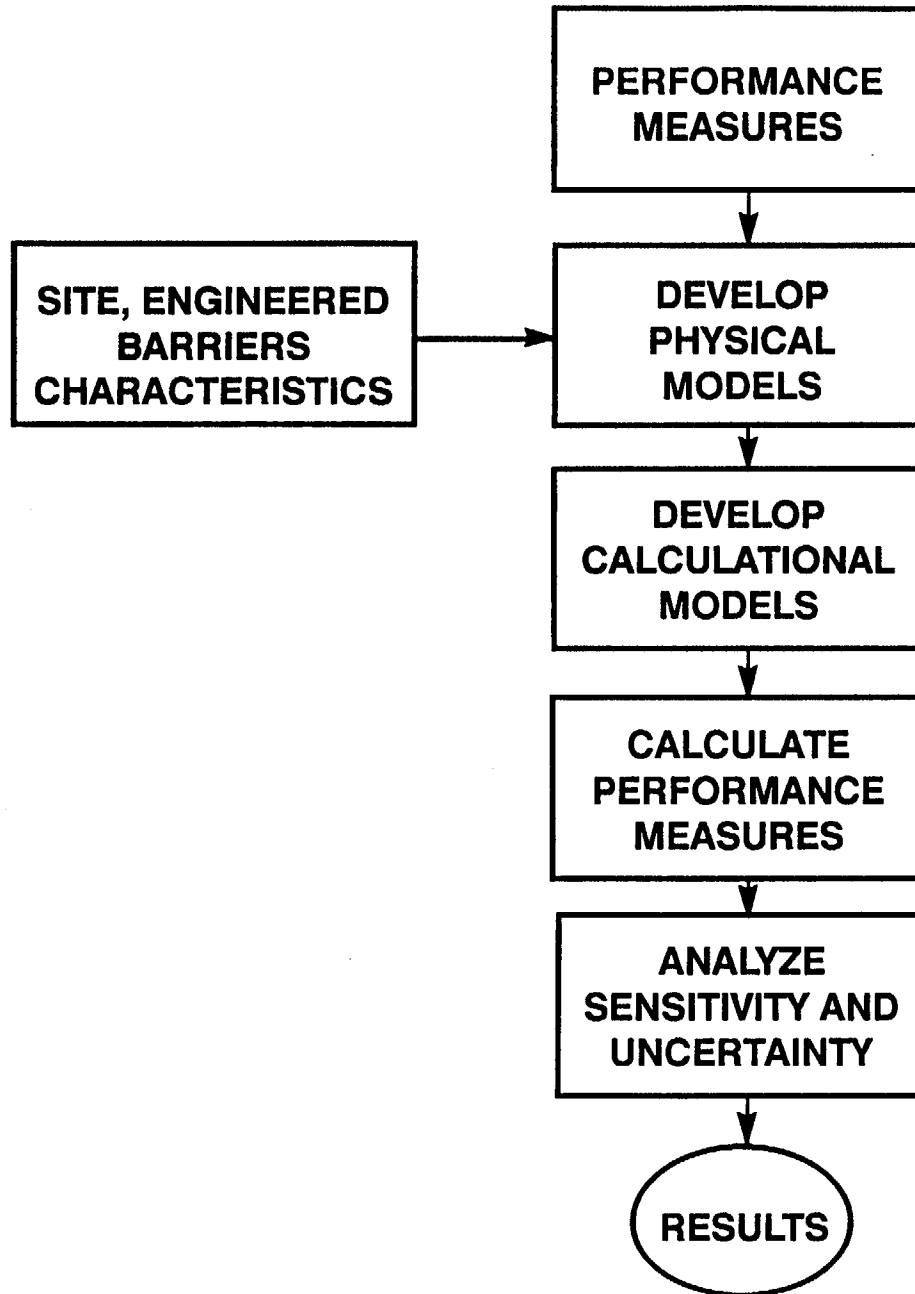 PERFORMANCE
MEASURES
SITE, ENGINEERED
BARRIERS
CHARACTERISTICS
DEVELOP
PHYSICAL
MODELS
DEVELOP
CALCULATIONAL
MODELS
CALCULATE
PERFORMANCE
MEASURES
ANALYZE
SENSITIVITY AND
UNCERTAINTY
RESULTS